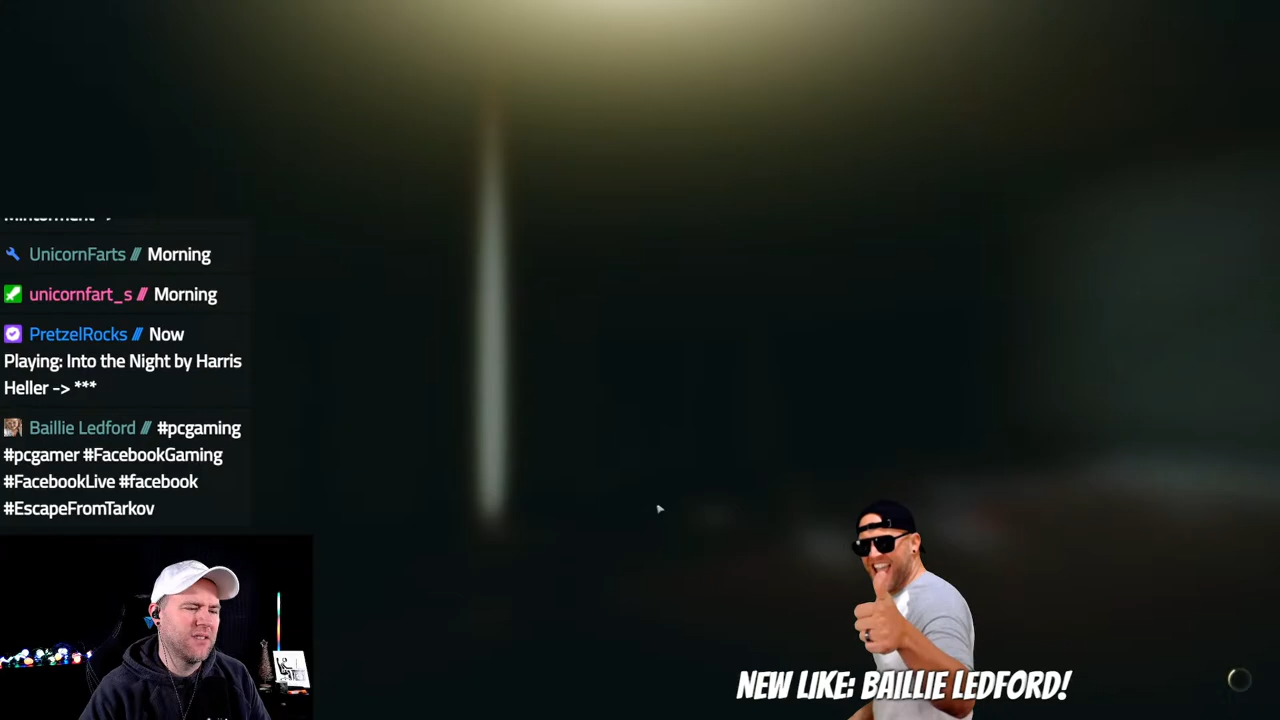 UnicornFarts /// Morning
unicornfart_s /// Morning
PretzelRocks /// Now
Playing: Into the Night by Harris
Heller -> ***
Baillie Ledford /// #pcgaming
#pcgamer #FacebookGaming
#FacebookLive #facebook
#EscapeFromTarkov
NEW LIKE: BAILLIE LEDFORD!